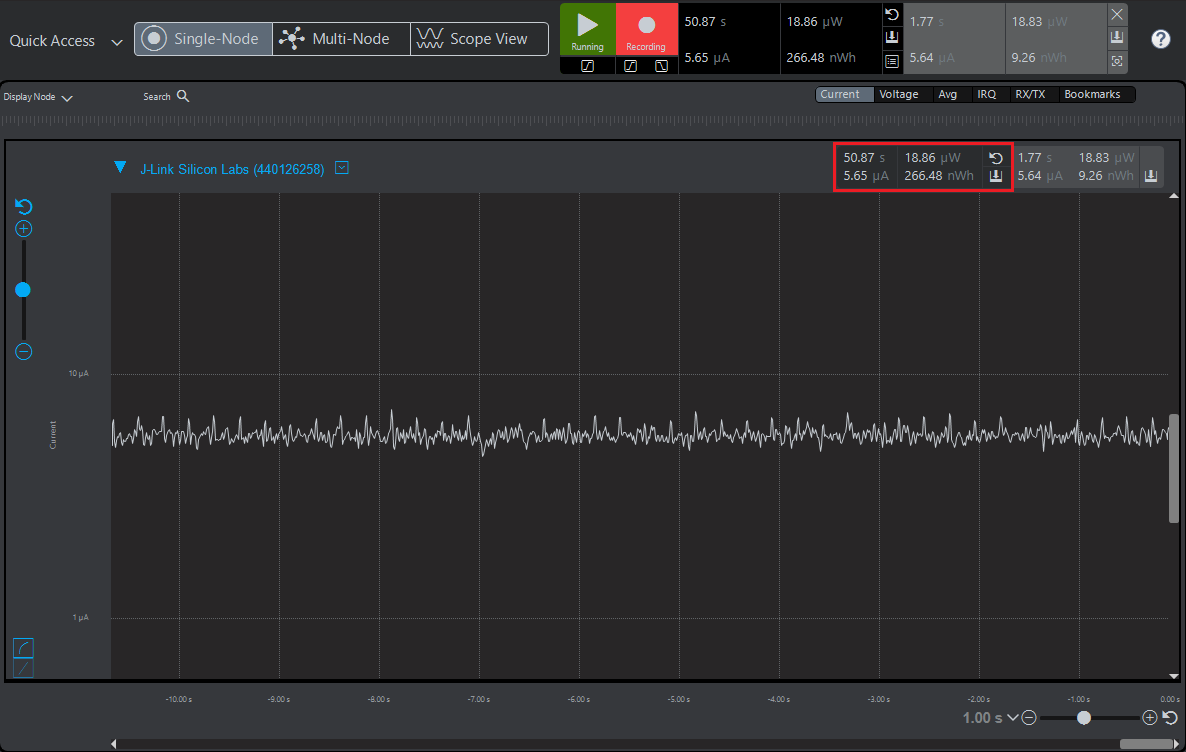 Quick Access
Single-Node
Multi-Node
Scope View
Running
Recording
50.87 s
18.86 µW
5.65 µA
266.48 nWh
1.77 s
18.83 µW
5.64 µA
9.26 nWh
?
Display Node
Search
Current
Voltage
Avg
IRQ
RX/TX
Bookmarks
J-Link Silicon Labs (440126258)
50.87 s 18.86 µW
5.65 µA 266.48 nWh
1.77 s 18.83 µW
5.64 µA 9.26 nWh
10 µA
Current
1 µA
-10.00 s
-9.00 s
-8.00 s
-7.00 s
-6.00 s
-5.00 s
-4.00 s
-3.00 s
-2.00 s
-1.00 s
0.00 s
1.00 s